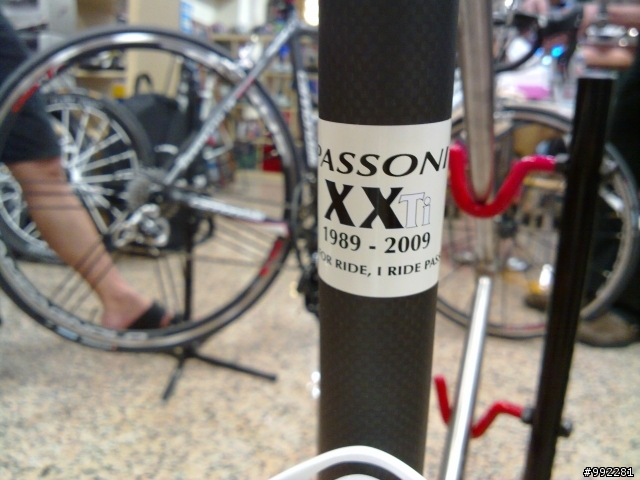 PASSONI
XXTi
1989 - 2009
OR RIDE, I RIDE PAS
#992281